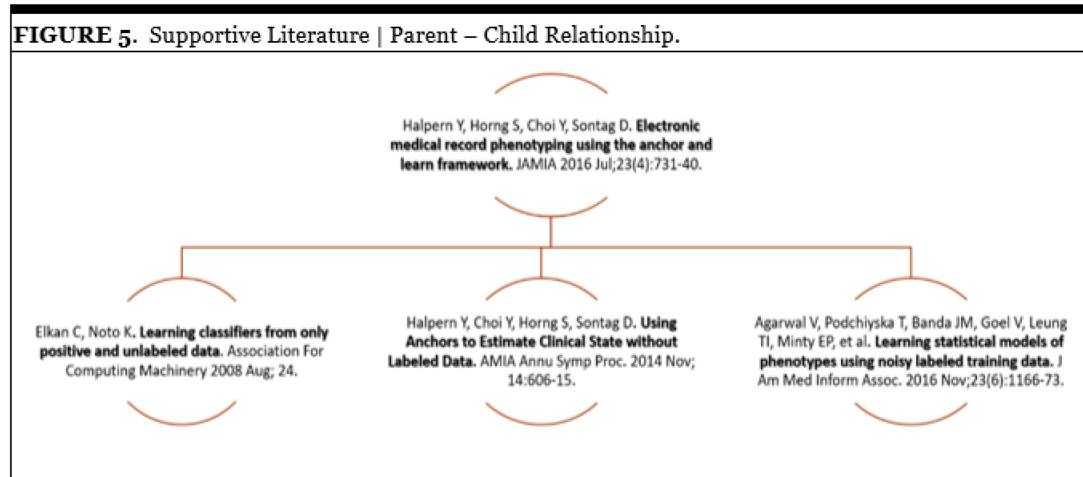 FIGURE 5. Supportive Literature | Parent – Child Relationship.
Halpern Y, Horng S, Choi Y, Sontag D. Electronic
medical record phenotyping using the anchor and
learn framework. JAMIA 2016 Jul;23(4):731-40.
Elkan C, Noto K. Learning classifiers from only
positive and unlabeled data. Association For
Computing Machinery 2008 Aug; 24.
Halpern Y, Choi Y, Horng S, Sontag D. Using
Anchors to Estimate Clinical State without
Labeled Data. AMIA Annu Symp Proc. 2014 Nov;
14:606-15.
Agarwal V, Podchiyska T, Banda JM, Goel V, Leung
TI, Minty EP, et al. Learning statistical models of
phenotypes using noisy labeled training data. J
Am Med Inform Assoc. 2016 Nov;23(6):1166-73.